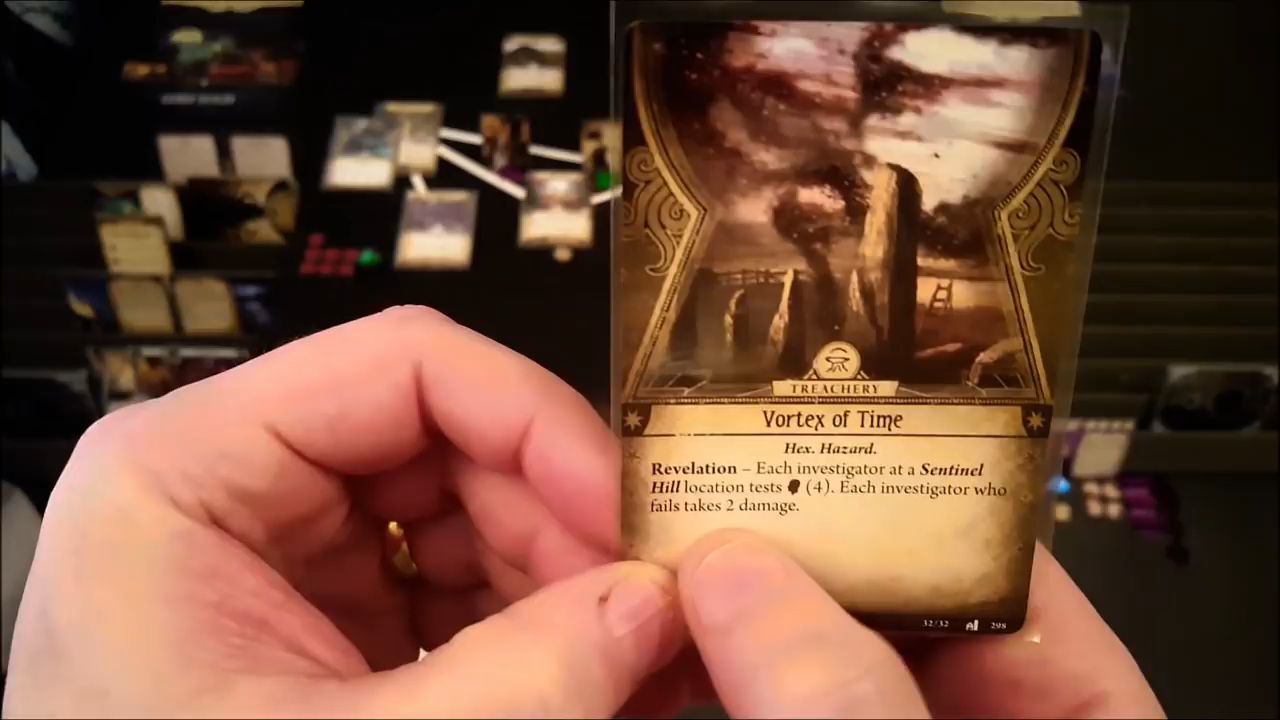 TREACHERY
Vortex of Time
Hex. Hazard.
Revelation – Each investigator at a Sentinel
Hill location tests (4). Each investigator who
fails takes 2 damage.
32/32 298